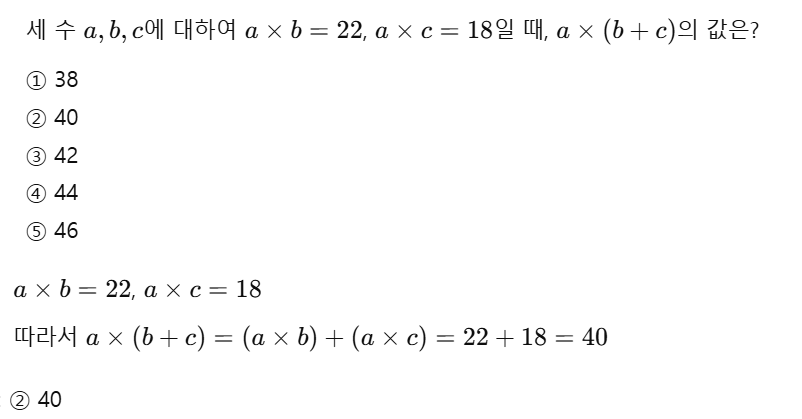 세 수 a, b, c에 대하여 a × b = 22, a × c = 18일 때, a × (b + c)의 값은?
① 38
② 40
③ 42
④ 44
⑤ 46
a × b = 22, a × c = 18
따라서 a × (b + c) = (a × b) + (a × c) = 22 + 18 = 40
② 40